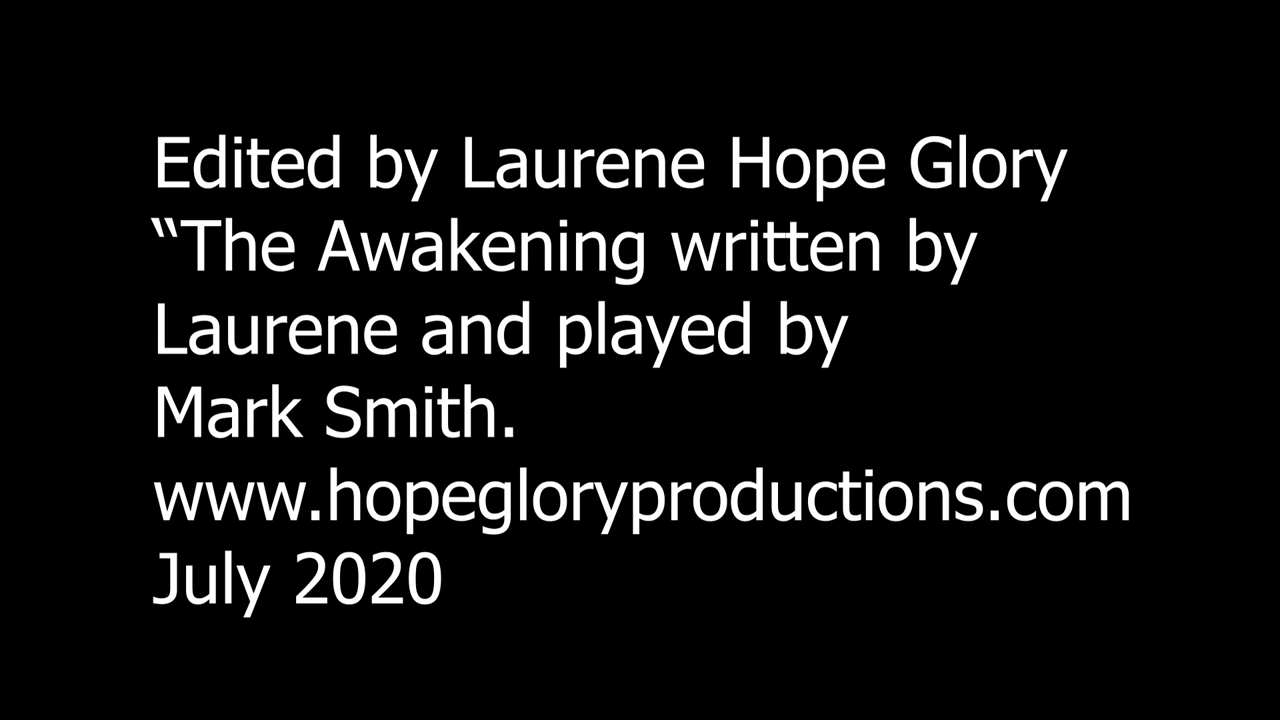 Edited by Laurene Hope Glory
“The Awakening written by
Laurene and played by
Mark Smith.
www.hopegloryproductions.com
July 2020